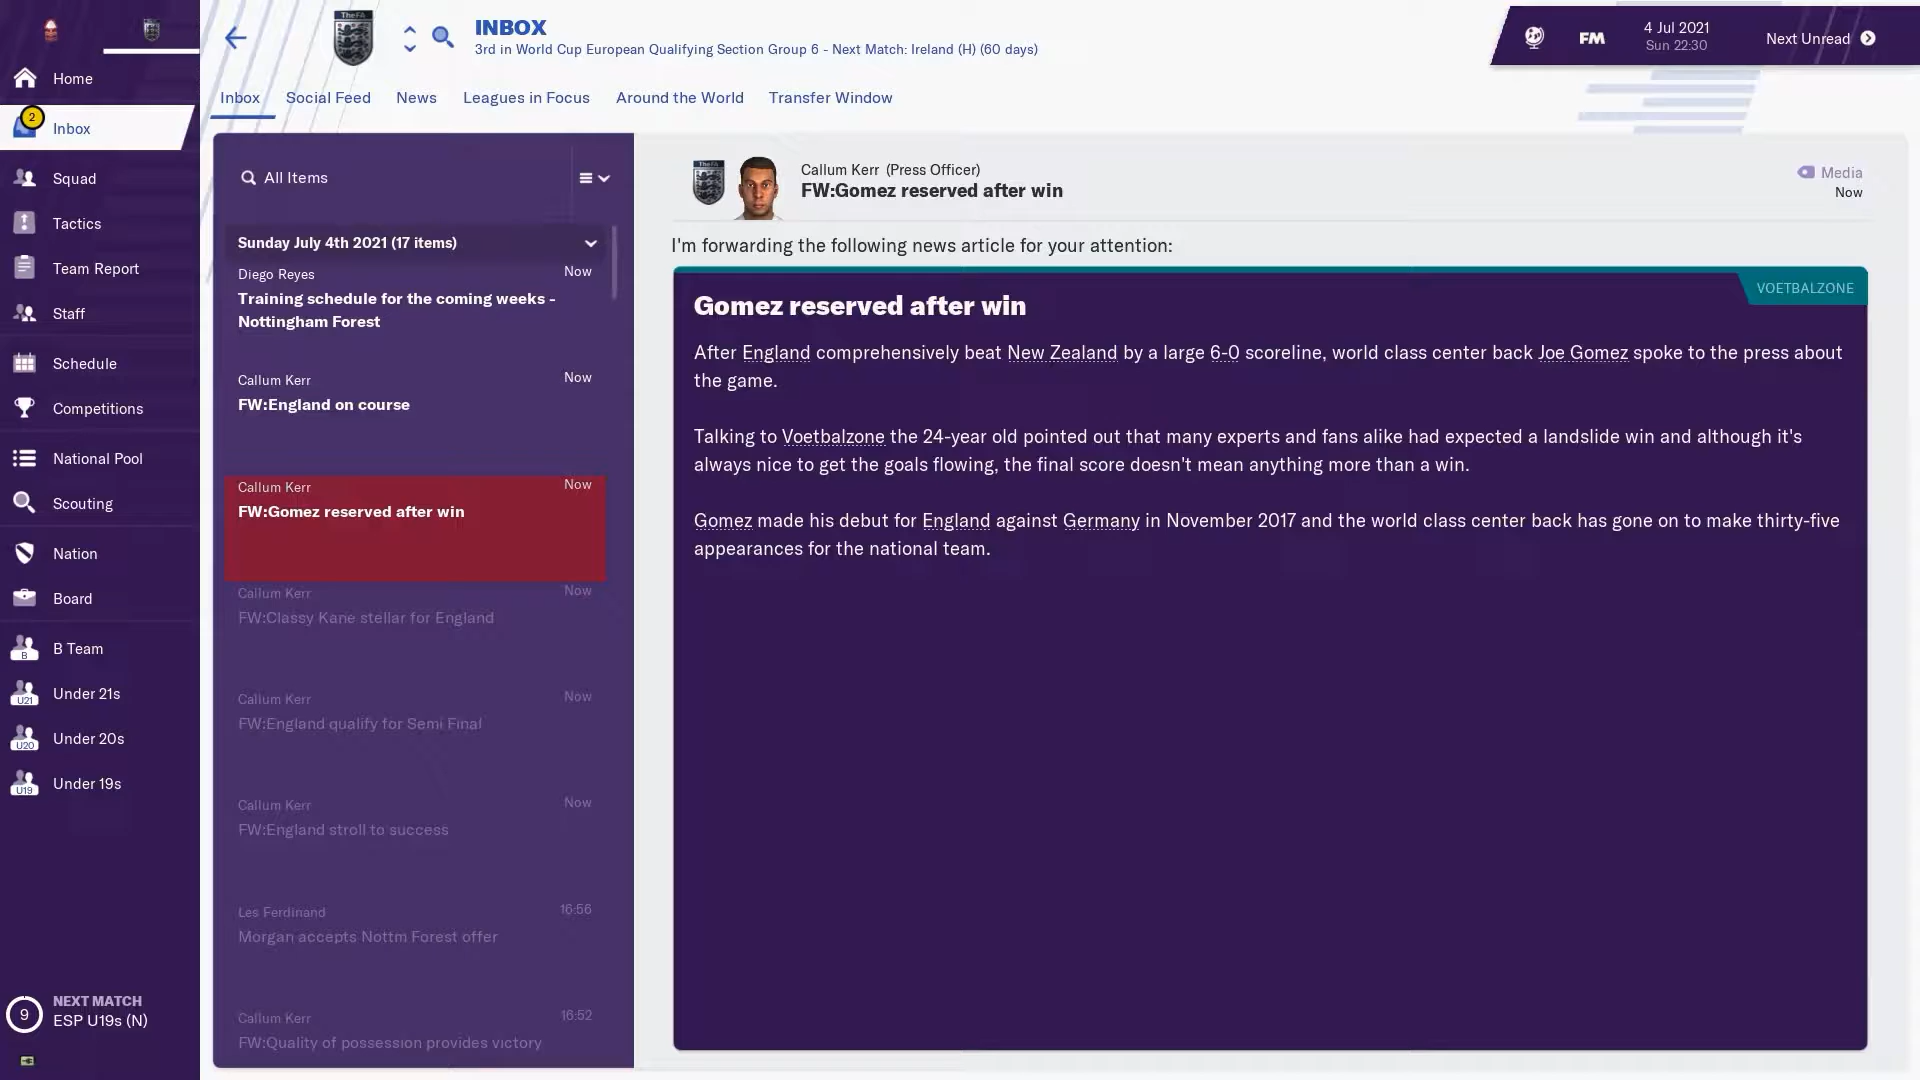 The FA
INBOX
3rd in World Cup European Qualifying Section Group 6 - Next Match: Ireland (H) (60 days)
FM
4 Jul 2021
Sun 22:30
Next Unread
Home
2
Inbox
Squad
Tactics
Team Report
Staff
Schedule
Competitions
National Pool
Scouting
Nation
Board
B
B Team
U21
Under 21s
U20
Under 20s
U19
Under 19s
9
NEXT MATCH
ESP U19s (N)
Inbox
Social Feed
News
Leagues in Focus
Around the World
Transfer Window
All Items
Sunday July 4th 2021 (17 items)
Diego Reyes
Now
Training schedule for the coming weeks -
Nottingham Forest
Callum Kerr
Now
FW:England on course
Callum Kerr
Now
FW:Gomez reserved after win
Callum Kerr
Now
FW:Classy Kane stellar for England
Callum Kerr
Now
FW:England qualify for Semi Final
Callum Kerr
Now
FW:England stroll to success
Les Ferdinand
16:56
Morgan accepts Nottm Forest offer
Callum Kerr
16:52
FW:Quality of possession provides victory
The FA
Callum Kerr (Press Officer)
FW:Gomez reserved after win
Media
Now
I'm forwarding the following news article for your attention:
VOETBALZONE
Gomez reserved after win
After England comprehensively beat New Zealand by a large 6-0 scoreline, world class center back Joe Gomez spoke to the press about
the game.
Talking to Voetbalzone the 24-year old pointed out that many experts and fans alike had expected a landslide win and although it's
always nice to get the goals flowing, the final score doesn't mean anything more than a win.
Gomez made his debut for England against Germany in November 2017 and the world class center back has gone on to make thirty-five
appearances for the national team.